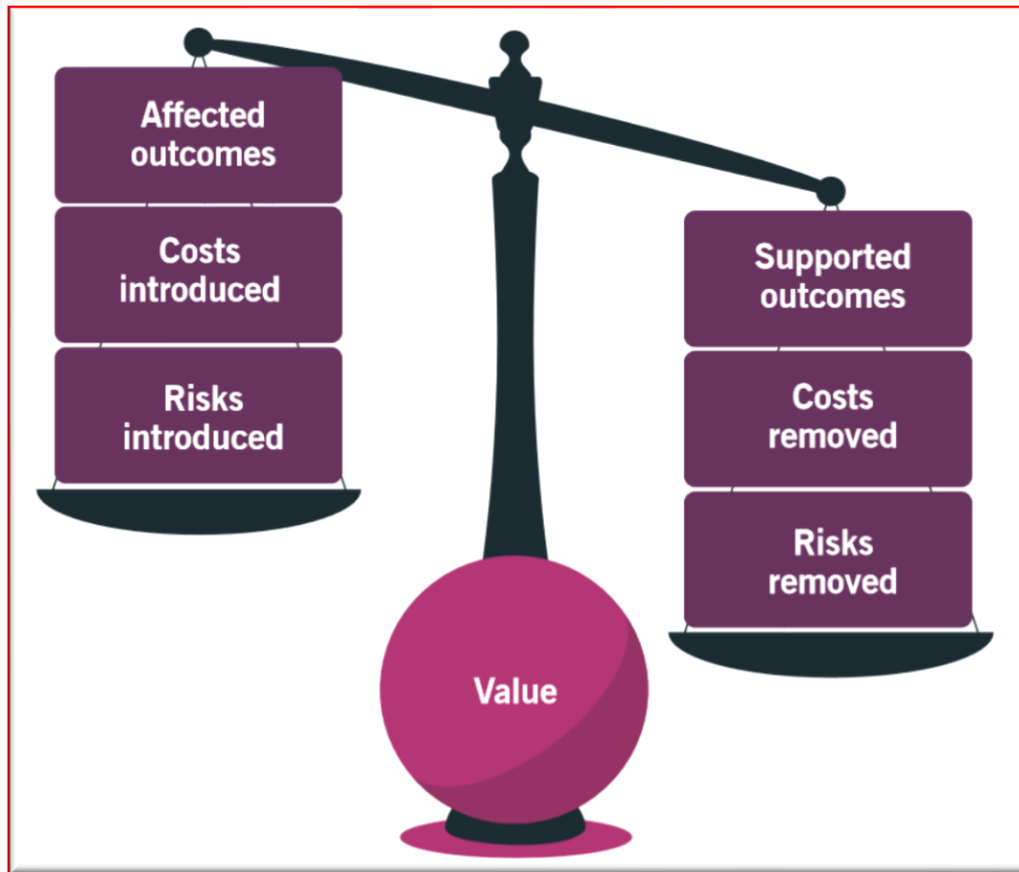 Affected
outcomes
Costs
introduced
Risks
introduced
Supported
outcomes
Costs
removed
Risks
removed
Value